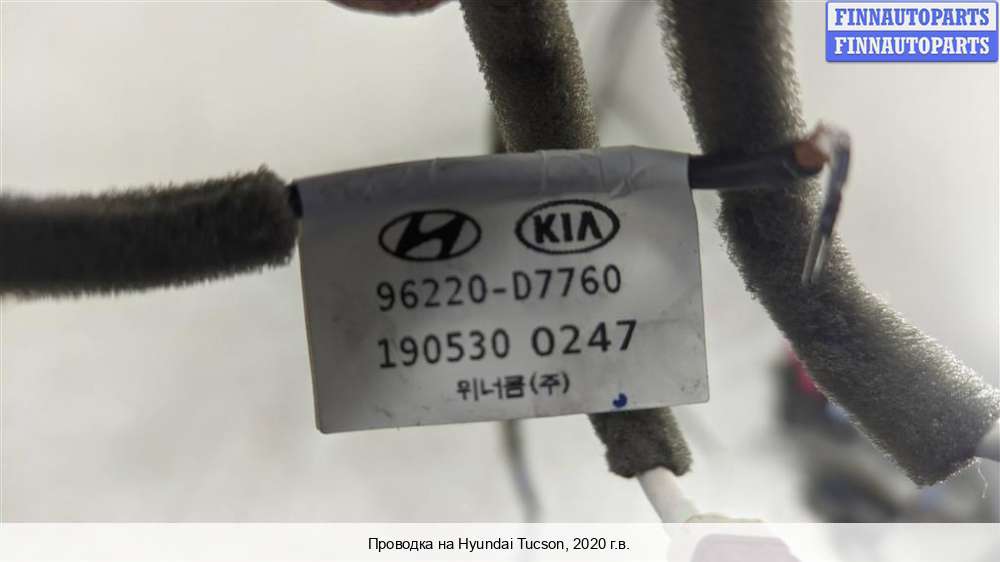 FINNAUTOPARTS
FINNAUTOPARTS
KIA
96220-D7760
190530 0247
위너콤(주)
Проводка на Hyundai Tucson, 2020 г.в.